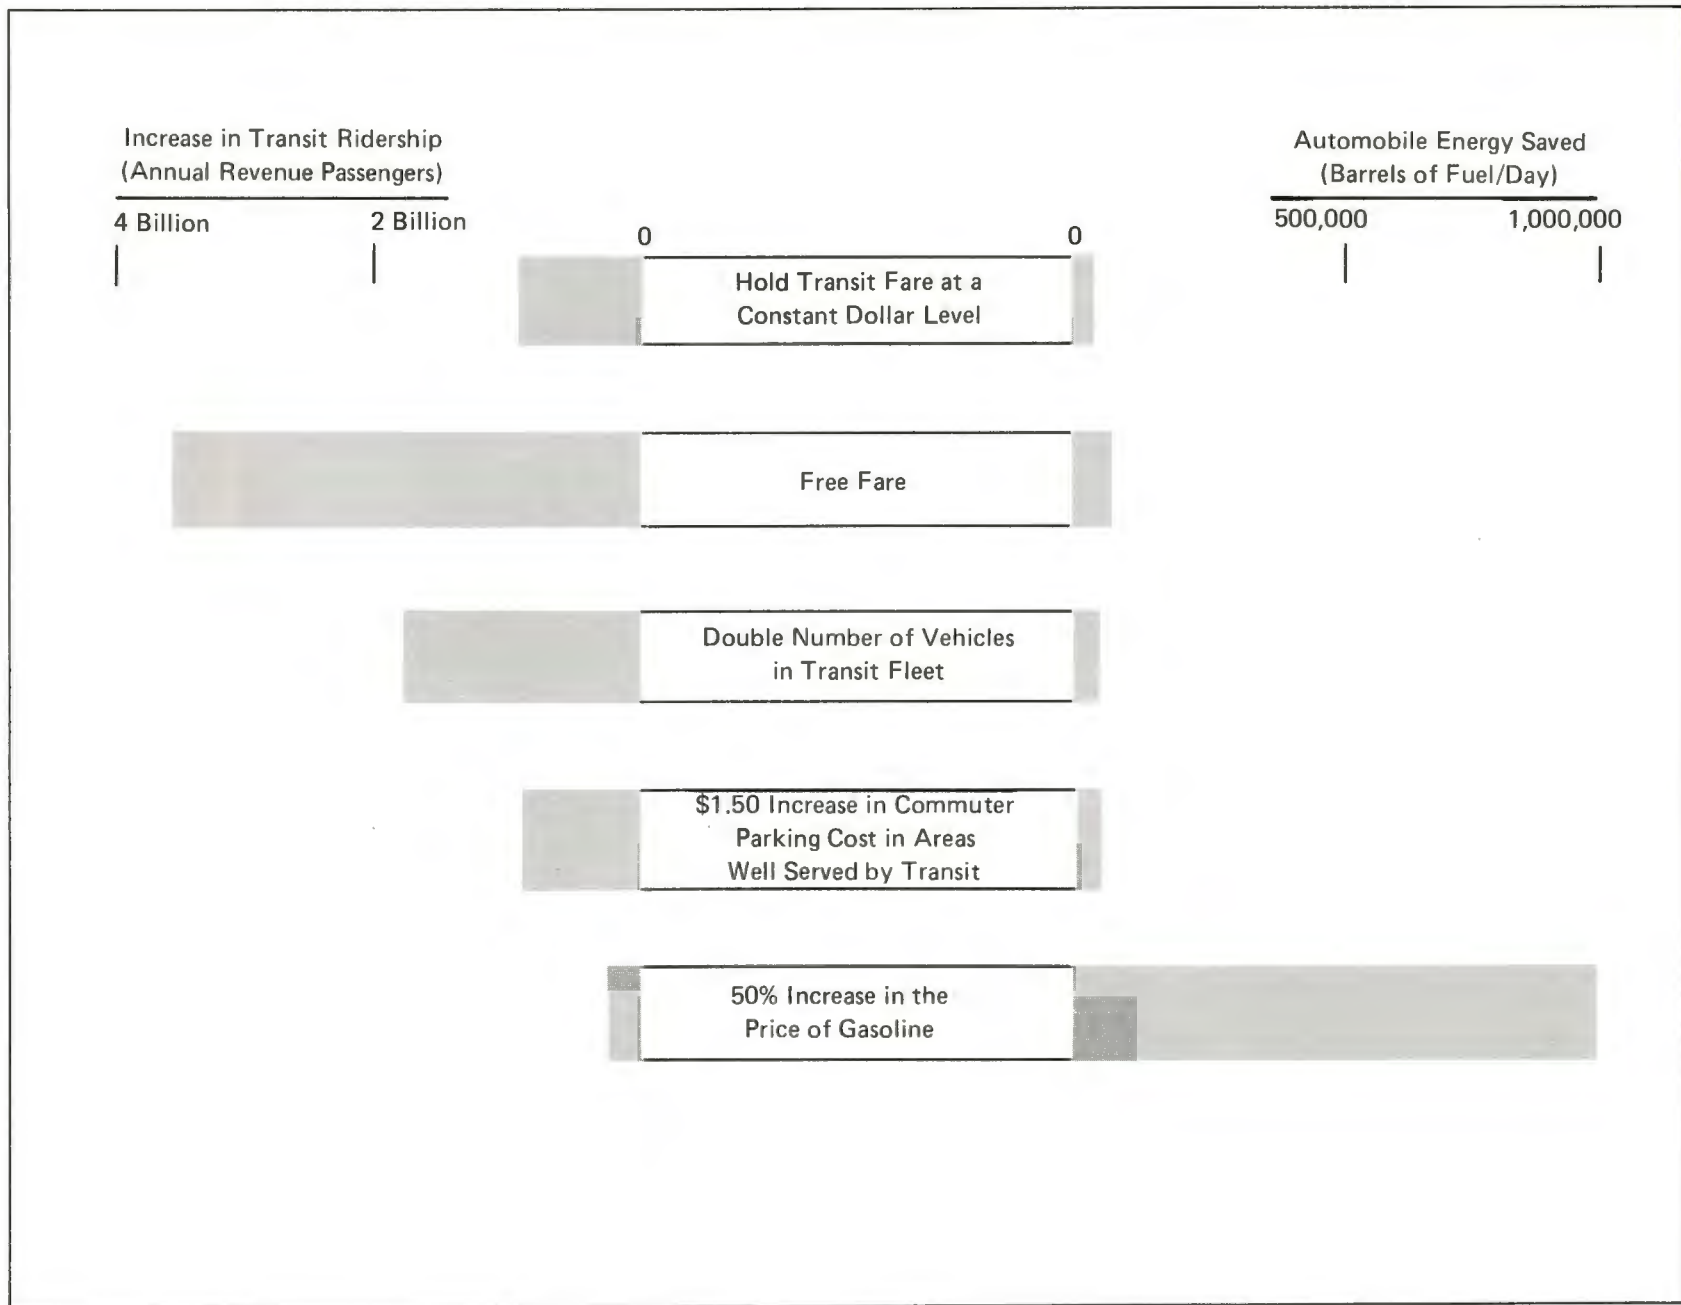 Increase in Transit Ridership
(Annual Revenue Passengers)
4 Billion 2 Billion
0
0
Automobile Energy Saved
(Barrels of Fuel/Day)
500,000 1,000,000
Hold Transit Fare at a
Constant Dollar Level
Free Fare
Double Number of Vehicles
in Transit Fleet
$1.50 Increase in Commuter
Parking Cost in Areas
Well Served by Transit
50% Increase in the
Price of Gasoline